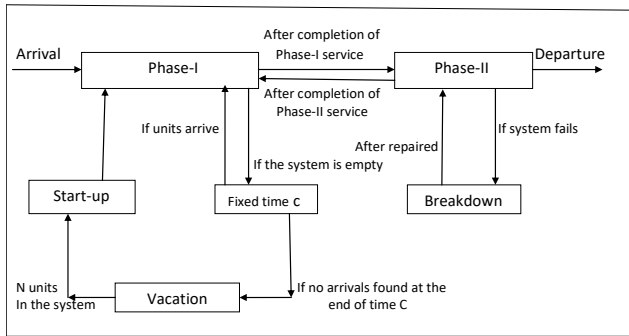 After completion of
Phase-I service
Arrival
Departure
Phase-I
Phase-II
After completion of
Phase-II service
If units arrive
If system fails
After repaired
If the system is empty
Start-up
Fixed time c
Breakdown
N units
In the system
Vacation
If no arrivals found at the
end of time C